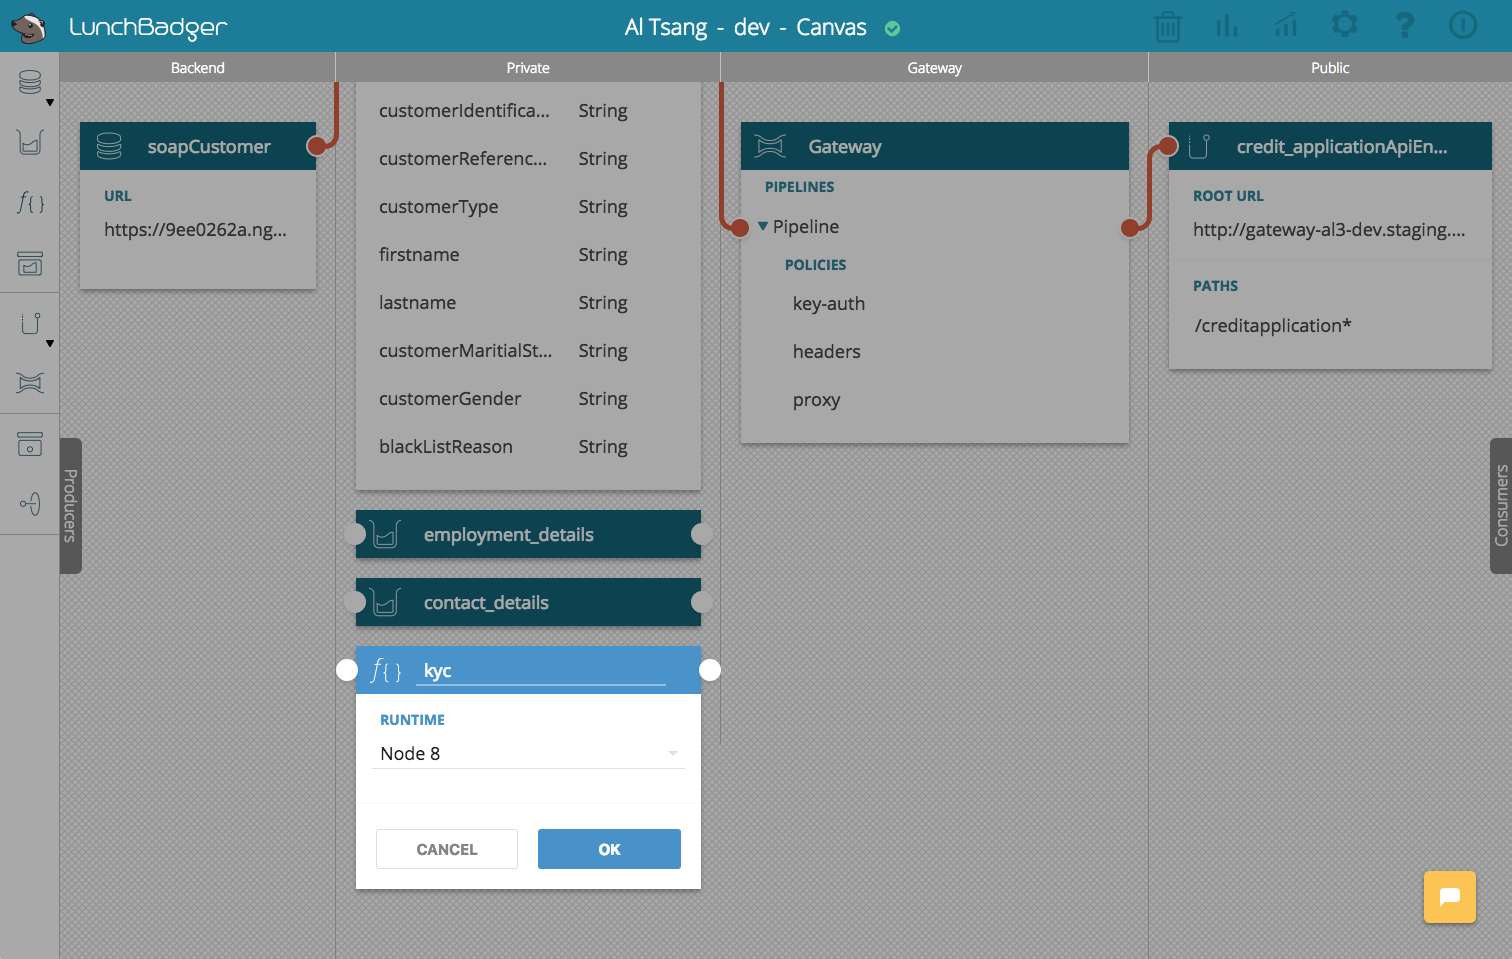 LunchBadger
Al Tsang - dev - Canvas
Backend
Private
Gateway
Public
soapCustomer
URL
https://9ee0262a.ng...
customerIdentifica... String
customerReferenc... String
customerType String
firstname String
lastname String
customerMaritialSt... String
customerGender String
blackListReason String
employment_details
contact_details
f{} kyc
RUNTIME
Node 8
CANCEL
OK
Gateway
PIPELINES
Pipeline
POLICIES
key-auth
headers
proxy
credit_applicationApiEn...
ROOT URL
http://gateway-al3-dev.staging....
PATHS
/creditapplication*
f{}
Producers
Consumers
?